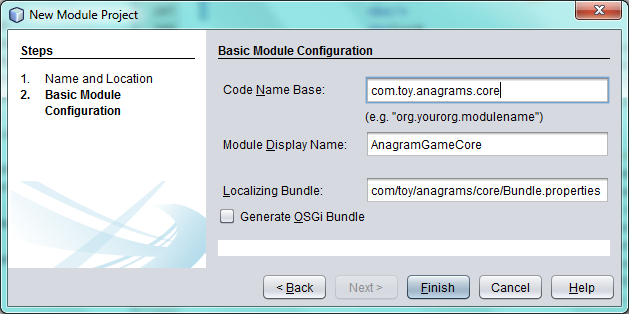 New Module Project
Steps
1. Name and Location
2. Basic Module
Configuration
Basic Module Configuration
Code Name Base: com.toy.anagrams.core
(e.g. "org.yourorg.modulename")
Module Display Name: AnagramGameCore
Localizing Bundle: com/toy/anagrams/core/Bundle.properties
Generate OSGi Bundle
< Back Next > Finish Cancel Help